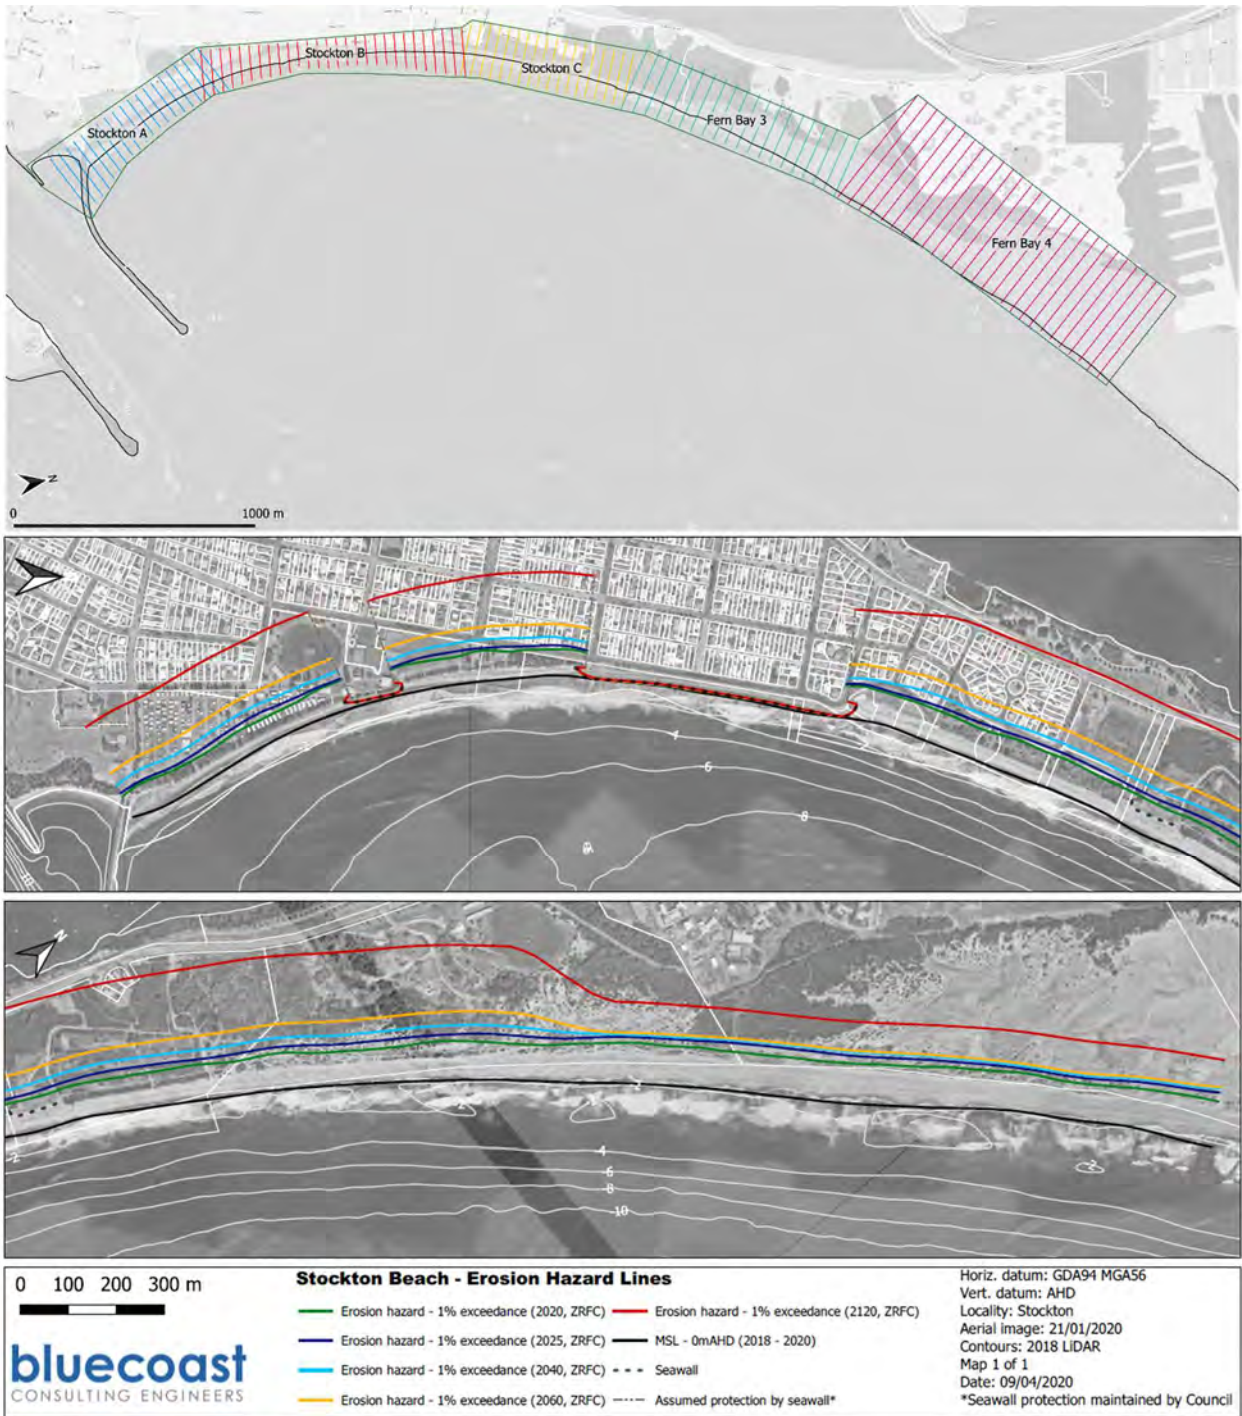 Stockton A
Stockton B
Stockton C
Fern Bay 3
Fern Bay 4
N
0 1000 m
-4
-6
-8
N
-2
-2
-4
-6
-8
-10
-2
0 100 200 300 m
bluecoast
CONSULTING ENGINEERS
Stockton Beach - Erosion Hazard Lines
Erosion hazard - 1% exceedance (2020, ZRFC)
Erosion hazard - 1% exceedance (2025, ZRFC)
Erosion hazard - 1% exceedance (2040, ZRFC)
Erosion hazard - 1% exceedance (2060, ZRFC)
Erosion hazard - 1% exceedance (2120, ZRFC)
MSL - 0mAHD (2018 - 2020)
Seawall
Assumed protection by seawall*
Horiz. datum: GDA94 MGA56
Vert. datum: AHD
Locality: Stockton
Aerial image: 21/01/2020
Contours: 2018 LiDAR
Map 1 of 1
Date: 09/04/2020
*Seawall protection maintained by Council